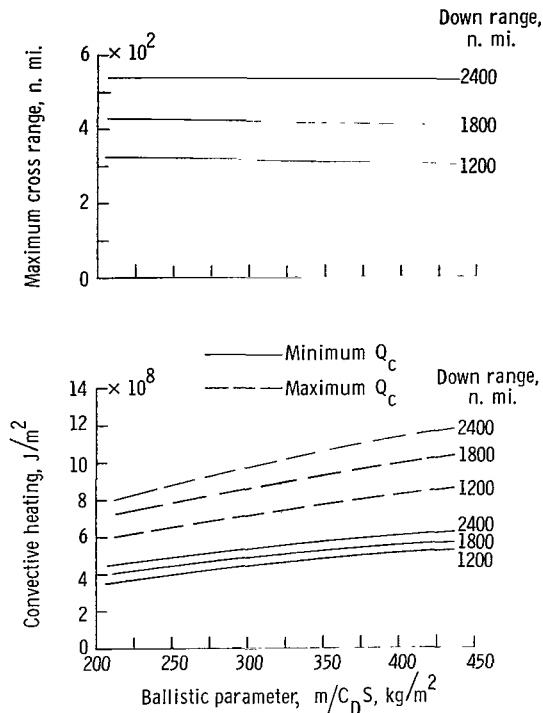 Down range,
n. mi.
× 10²
6
4
2
0
Maximum cross range, n. mi.
2400
1800
1200
Minimum Q_c
Maximum Q_c
Down range,
n. mi.
× 10⁸
14
12
10
8
6
4
2
0
Convective heating, J/m²
2400
1800
1200
2400
1800
1200
200 250 300 350 400 450
Ballistic parameter, m/C_D S, kg/m²